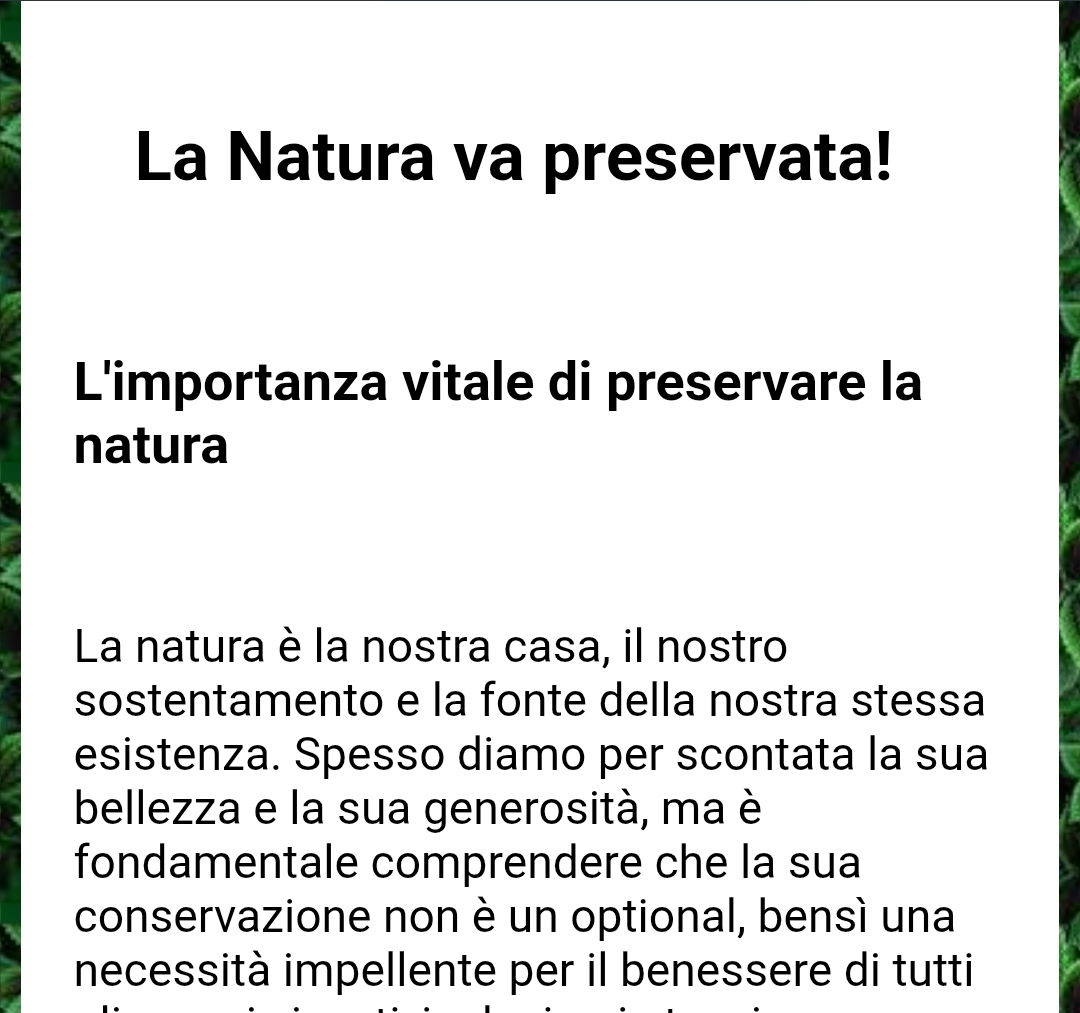 La Natura va preservata!
L'importanza vitale di preservare la
natura
La natura è la nostra casa, il nostro
sostentamento e la fonte della nostra stessa
esistenza. Spesso diamo per scontata la sua
bellezza e la sua generosità, ma è
fondamentale comprendere che la sua
conservazione non è un optional, bensì una
necessità impellente per il benessere di tutti